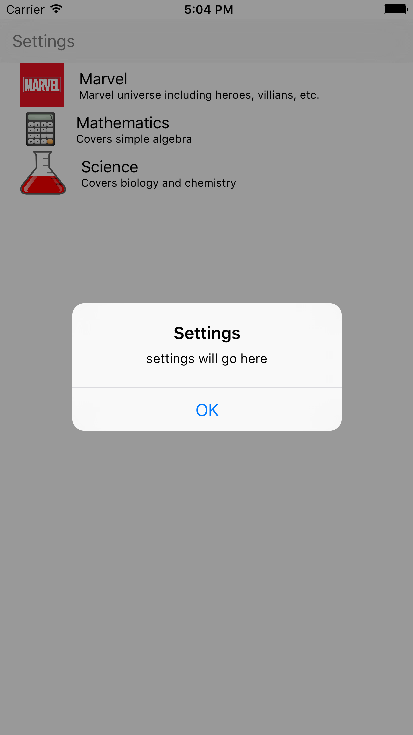 Carrier 5:04 PM
Settings
MARVEL
Marvel
Marvel universe including heroes, villians, etc.
Mathematics
Covers simple algebra
Science
Covers biology and chemistry
Settings
settings will go here
OK